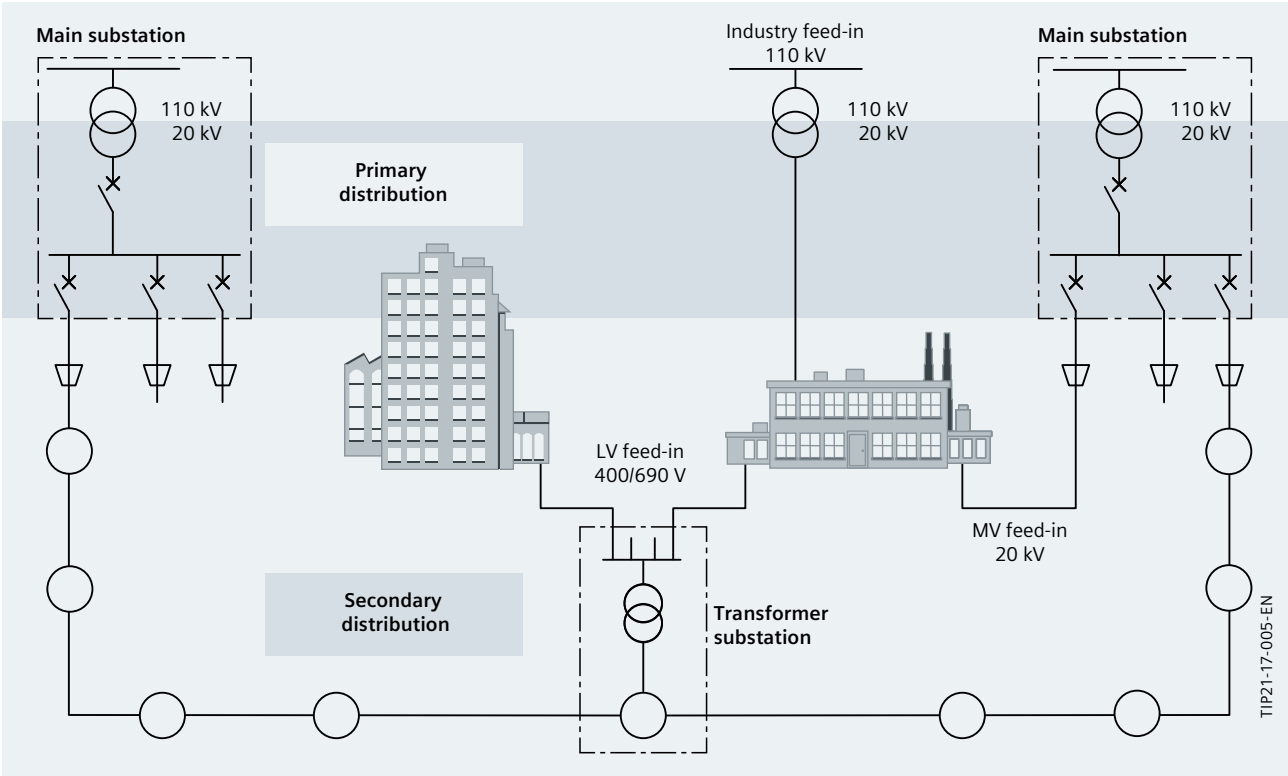 Main substation
110 kV
20 kV
Industry feed-in
110 kV
110 kV
20 kV
Main substation
110 kV
20 kV
Primary
distribution
LV feed-in
400/690 V
MV feed-in
20 kV
Secondary
distribution
Transformer
substation
TIP21-17-005-EN